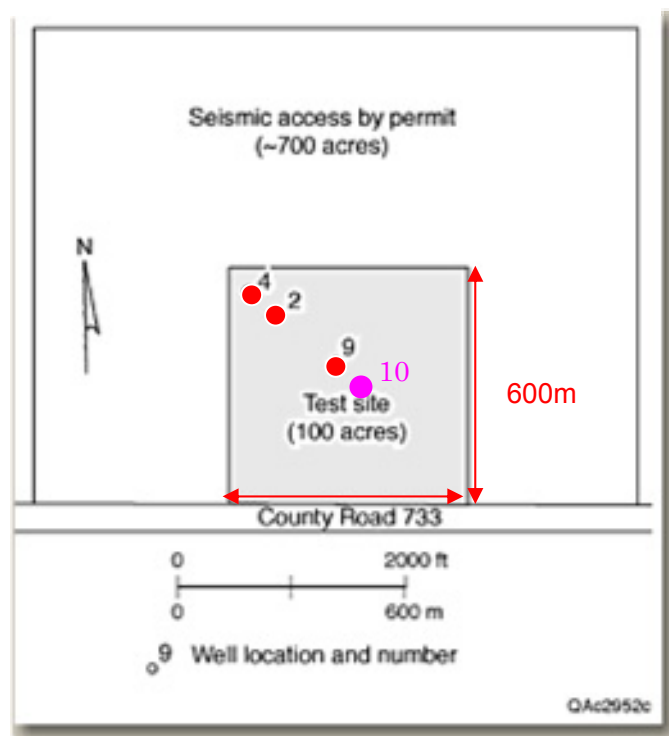 Seismic access by permit
(~700 acres)
N
4
2
9
10
600m
Test site
(100 acres)
County Road 733
0 2000 ft
0 600 m
9 Well location and number
QAc2952c